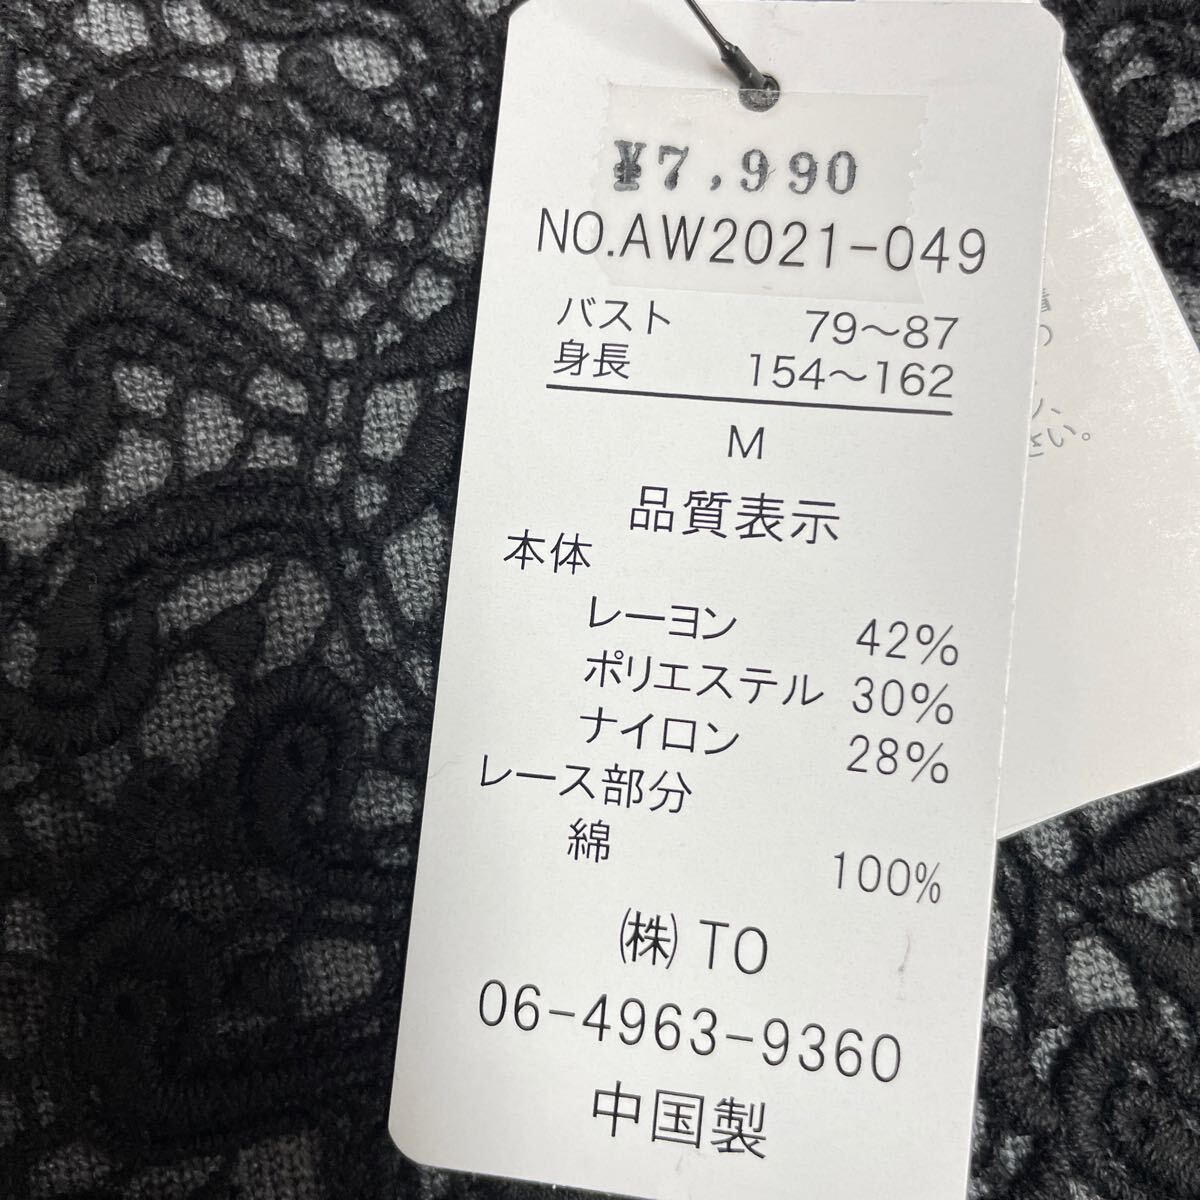 ¥7,990
NO.AW2021-049
バスト 79～87
身長 154～162
M
品質表示
本体
レーヨン 42%
ポリエステル 30%
ナイロン 28%
レース部分
綿 100%
㈱TO
06-4963-9360
中国製
さい。